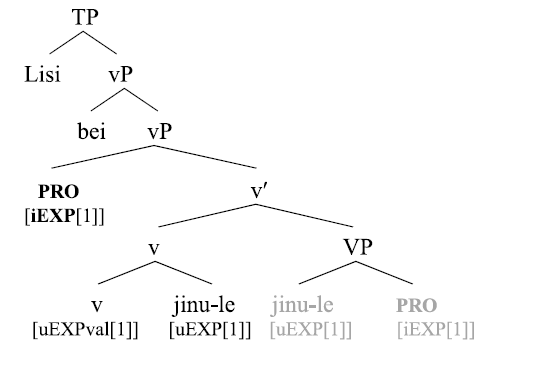 TP
Lisi vP
bei vP
PRO v′
[iEXP[1]]
v VP
v jinu-le jinu-le PRO
[uEXPval[1]] [uEXP[1]] [uEXP[1]] [iEXP[1]]